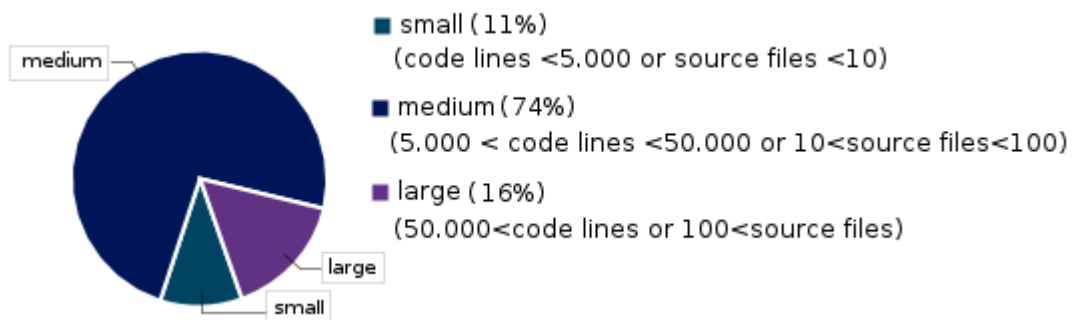 medium
small (11%)
(code lines <5.000 or source files <10)
medium (74%)
(5.000 < code lines <50.000 or 10<source files<100)
large (16%)
(50.000<code lines or 100<source files)
large
small